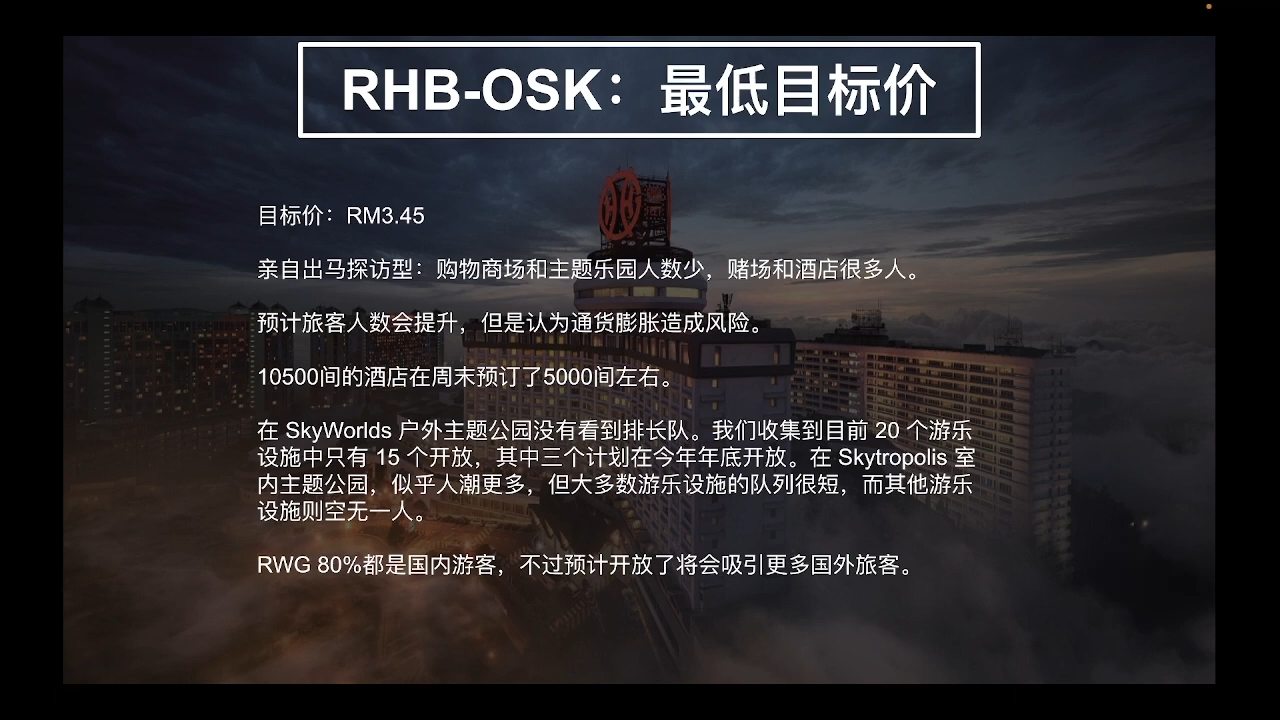 RHB-OSK：最低目标价
目标价：RM3.45
亲自出马探访型：购物商场和主题乐园人数少，赌场和酒店很多人。
预计旅客人数会提升，但是认为通货膨胀造成风险。
10500间的酒店在周末预订了5000间左右。
在 SkyWorlds 户外主题公园没有看到排长队。我们收集到目前 20 个游乐
设施中只有 15 个开放，其中三个计划在今年年底开放。在 Skytropolis 室
内主题公园，似乎人潮更多，但大多数游乐设施的队列很短，而其他游乐
设施则空无一人。
RWG 80%都是国内游客，不过预计开放了将会吸引更多国外旅客。